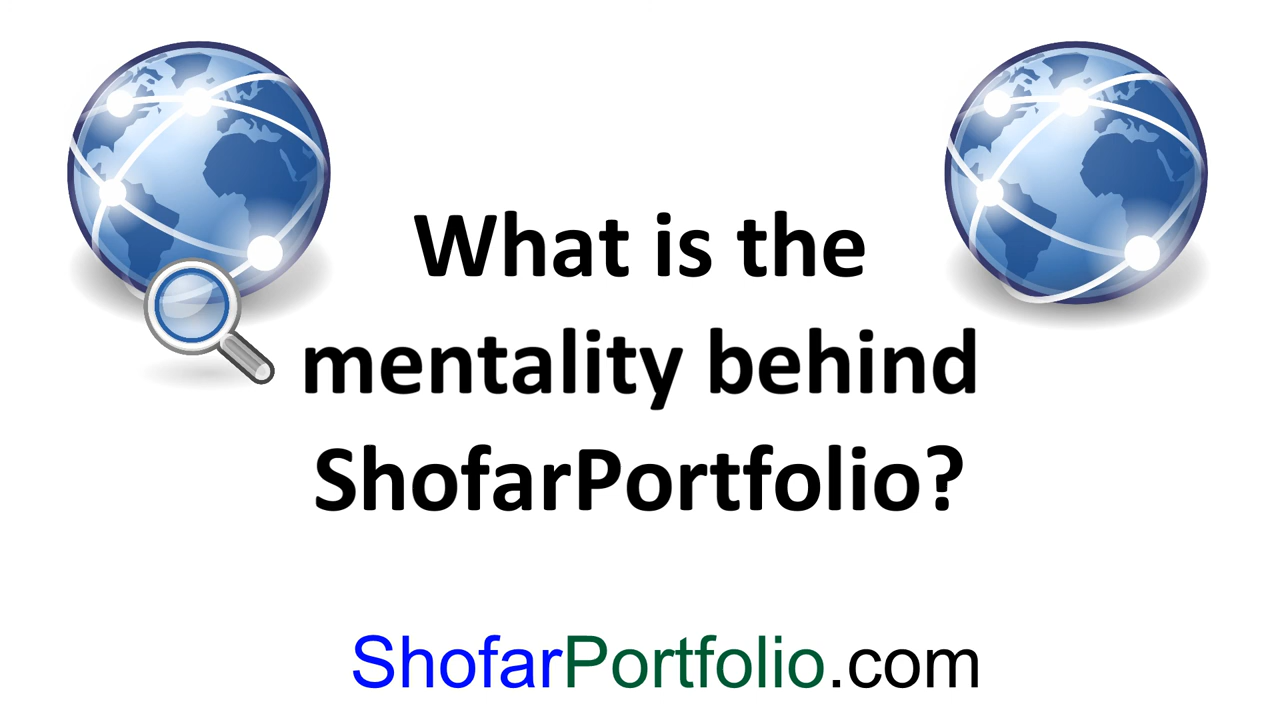 What is the
mentality behind
ShofarPortfolio?
ShofarPortfolio.com